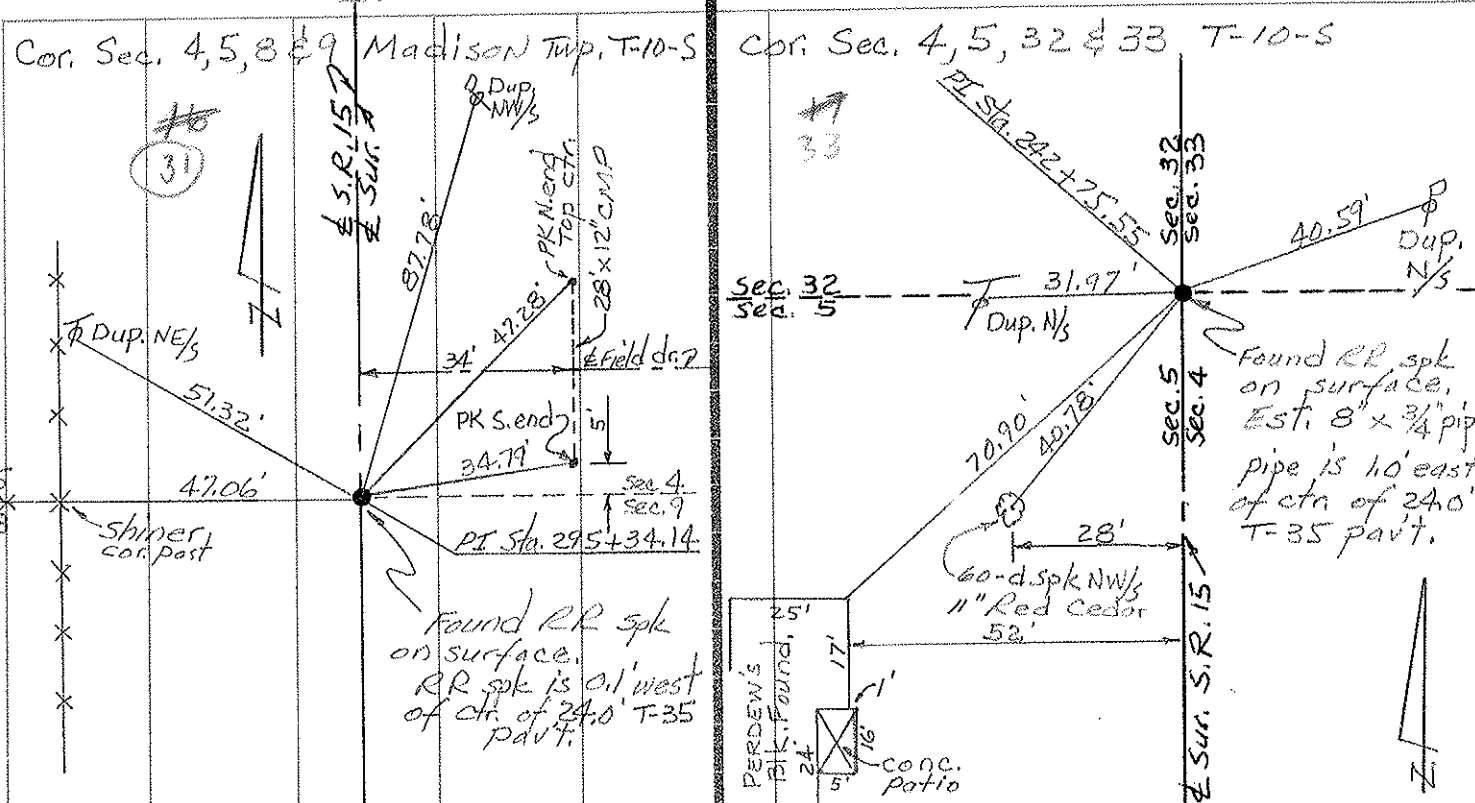 Cor. Sec. 4, 5, 8 & 9 Madison Twp. T-10-S
31
℄ S.R. 15
℄ Sur.
Dup.
NW/s
87.78'
PK N. end
Top ctr.
28' x 12" CMP
47.28'
Dup. NE/s
34'
℄ Field dr.
51.32'
PK S. end
5'
34.79'
47.06'
Sec. 4
Sec. 9
Shiner
cor. post
PI Sta. 295+34.14
Found RR spk
on surface.
RR spk is 0.1' west
of ctr. of 24.0' T-35
pav't.
Z
Cor. Sec. 4, 5, 32 & 33 T-10-S
33
PI Sta. 242+75.55
Sec. 32
Sec. 33
40.59'
Dup.
N/s
Sec. 32
Sec. 5
31.97'
Dup. N/s
Sec. 5
Sec. 4
Found RR spk
on surface.
Est. 8" x 3/4" pip
pipe is 1.0' east
of ctr. of 24.0'
T-35 pav't.
70.90'
40.78'
28'
60-d spk NW/s
11" Red Cedar
52'
25'
17'
PERDEW'S
Blk. Found.
1'
24'
16'
5'
conc.
patio
℄ Sur. S.R. 15
Z